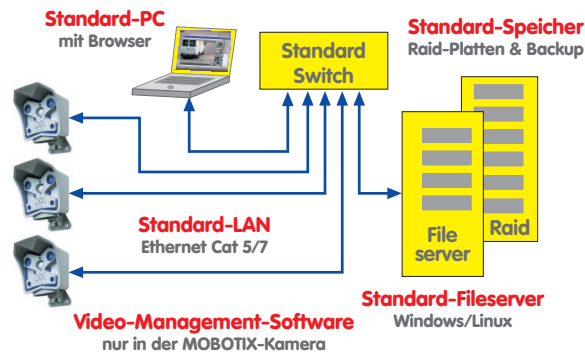 Standard-PC
mit Browser
Standard
Switch
Standard-Speicher
Raid-Platten & Backup
Standard-LAN
Ethernet Cat 5/7
File
server
Raid
Standard-Fileserver
Windows/Linux
Video-Management-Software
nur in der MOBOTIX-Kamera